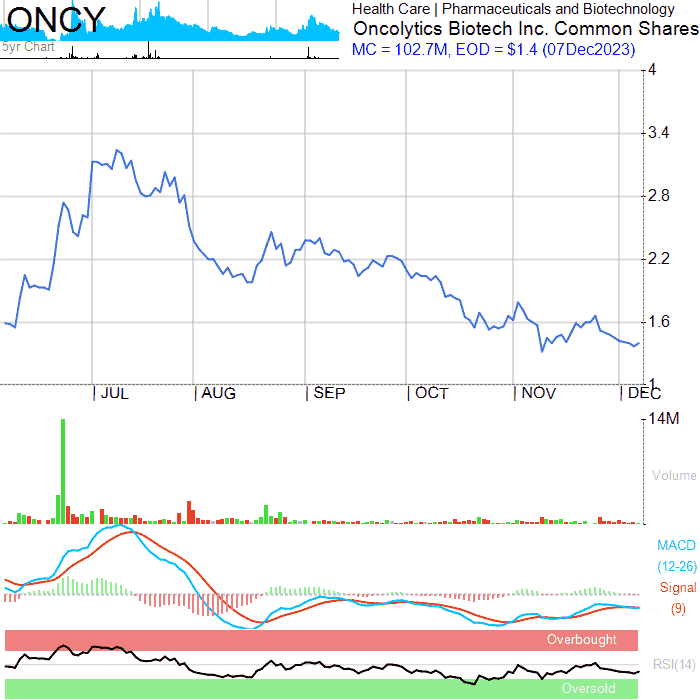 ONCY
5yr Chart
Health Care | Pharmaceuticals and Biotechnology
Oncolytics Biotech Inc. Common Shares
MC = 102.7M, EOD = $1.4 (07Dec2023)
4
3.4
2.8
2.2
1.6
1
JUL AUG SEP OCT NOV DEC
14M
Volume
MACD
(12-26)
Signal
(9)
Overbought
RSI(14)
Oversold